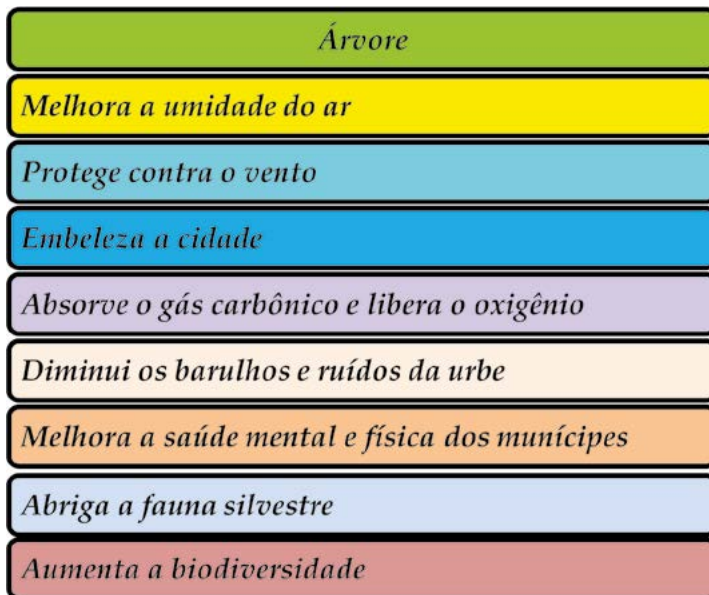 Árvore
Melhora a umidade do ar
Protege contra o vento
Embeleza a cidade
Absorve o gás carbônico e libera o oxigênio
Diminui os barulhos e ruídos da urbe
Melhora a saúde mental e física dos munícipes
Abriga a fauna silvestre
Aumenta a biodiversidade